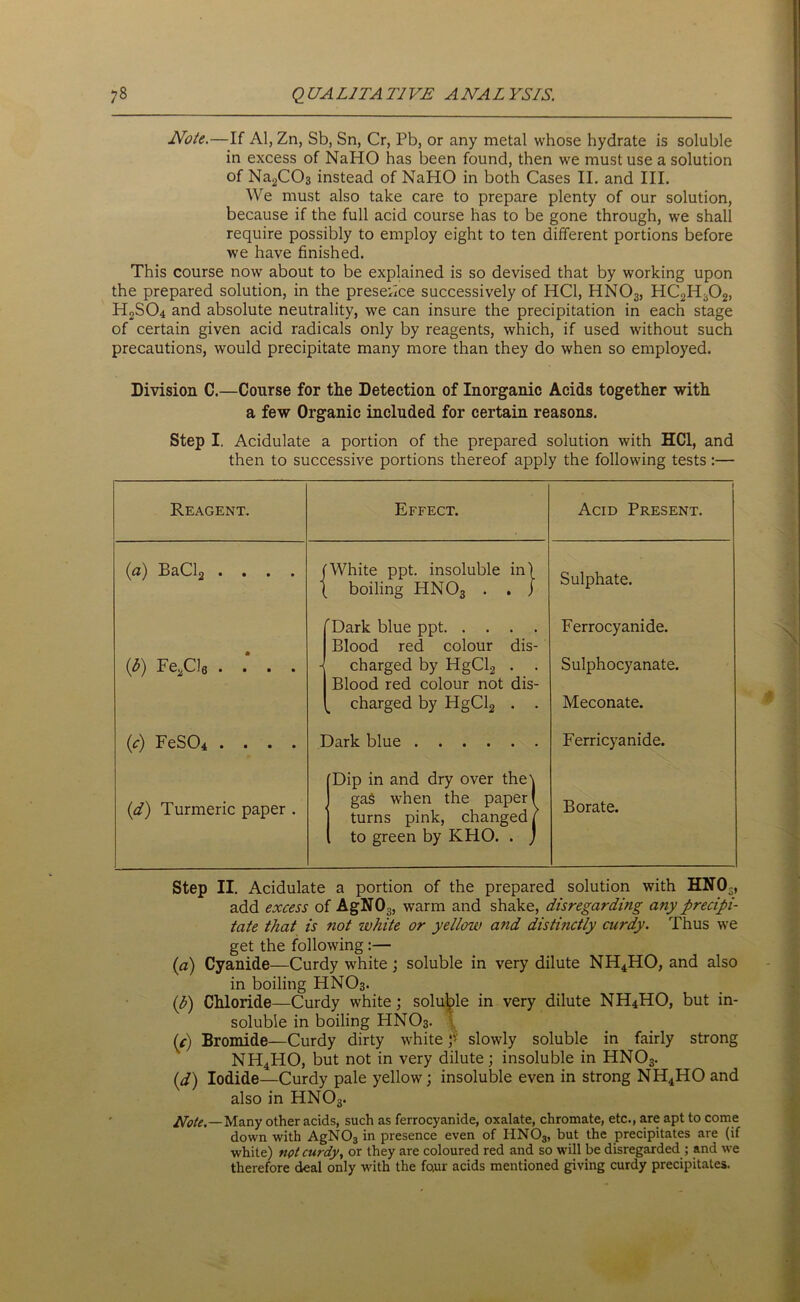 78 QUALITATIVE ANALYSIS.
Note.—If Al, Zn, Sb, Sn, Cr, Pb, or any metal whose hydrate is soluble
in excess of NaHO has been found, then we must use a solution
of Na₂CO₃ instead of NaHO in both Cases II. and III.
We must also take care to prepare plenty of our solution,
because if the full acid course has to be gone through, we shall
require possibly to employ eight to ten different portions before
we have finished.
This course now about to be explained is so devised that by working upon
the prepared solution, in the presence successively of HCl, HNO₃, HC₂H₃O₂,
H₂SO₄ and absolute neutrality, we can insure the precipitation in each stage
of certain given acid radicals only by reagents, which, if used without such
precautions, would precipitate many more than they do when so employed.
Division C.—Course for the Detection of Inorganic Acids together with
a few Organic included for certain reasons.
Step I. Acidulate a portion of the prepared solution with HCl, and
then to successive portions thereof apply the following tests :—
Reagent. Effect. Acid Present.
(a) BaCl₂ . . . . {White ppt. insoluble in} Sulphate.
{ boiling HNO₃ . . }
{Dark blue ppt. . . . . Ferrocyanide.
Blood red colour dis-
(b) Fe₂Cl₆ . . . . charged by HgCl₂ . . Sulphocyanate.
Blood red colour not dis-
charged by HgCl₂ . . Meconate.
(c) FeSO₄ . . . . Dark blue . . . . . . Ferricyanide.
{Dip in and dry over the}
(d) Turmeric paper . gas when the paper Borate.
turns pink, changed
to green by KHO. . }
Step II. Acidulate a portion of the prepared solution with HNO₃,
add excess of AgNO₃, warm and shake, disregarding any precipi-
tate that is not white or yellow and distinctly curdy. Thus we
get the following :—
(a) Cyanide—Curdy white ; soluble in very dilute NH₄HO, and also
in boiling HNO₃.
(b) Chloride—Curdy white ; soluble in very dilute NH₄HO, but in-
soluble in boiling HNO₃.
(c) Bromide—Curdy dirty white ; slowly soluble in fairly strong
NH₄HO, but not in very dilute ; insoluble in HNO₃.
(d) Iodide—Curdy pale yellow ; insoluble even in strong NH₄HO and
also in HNO₃.
Note.—Many other acids, such as ferrocyanide, oxalate, chromate, etc., are apt to come
down with AgNO₃ in presence even of HNO₃, but the precipitates are (if
white) not curdy, or they are coloured red and so will be disregarded ; and we
therefore deal only with the four acids mentioned giving curdy precipitates.